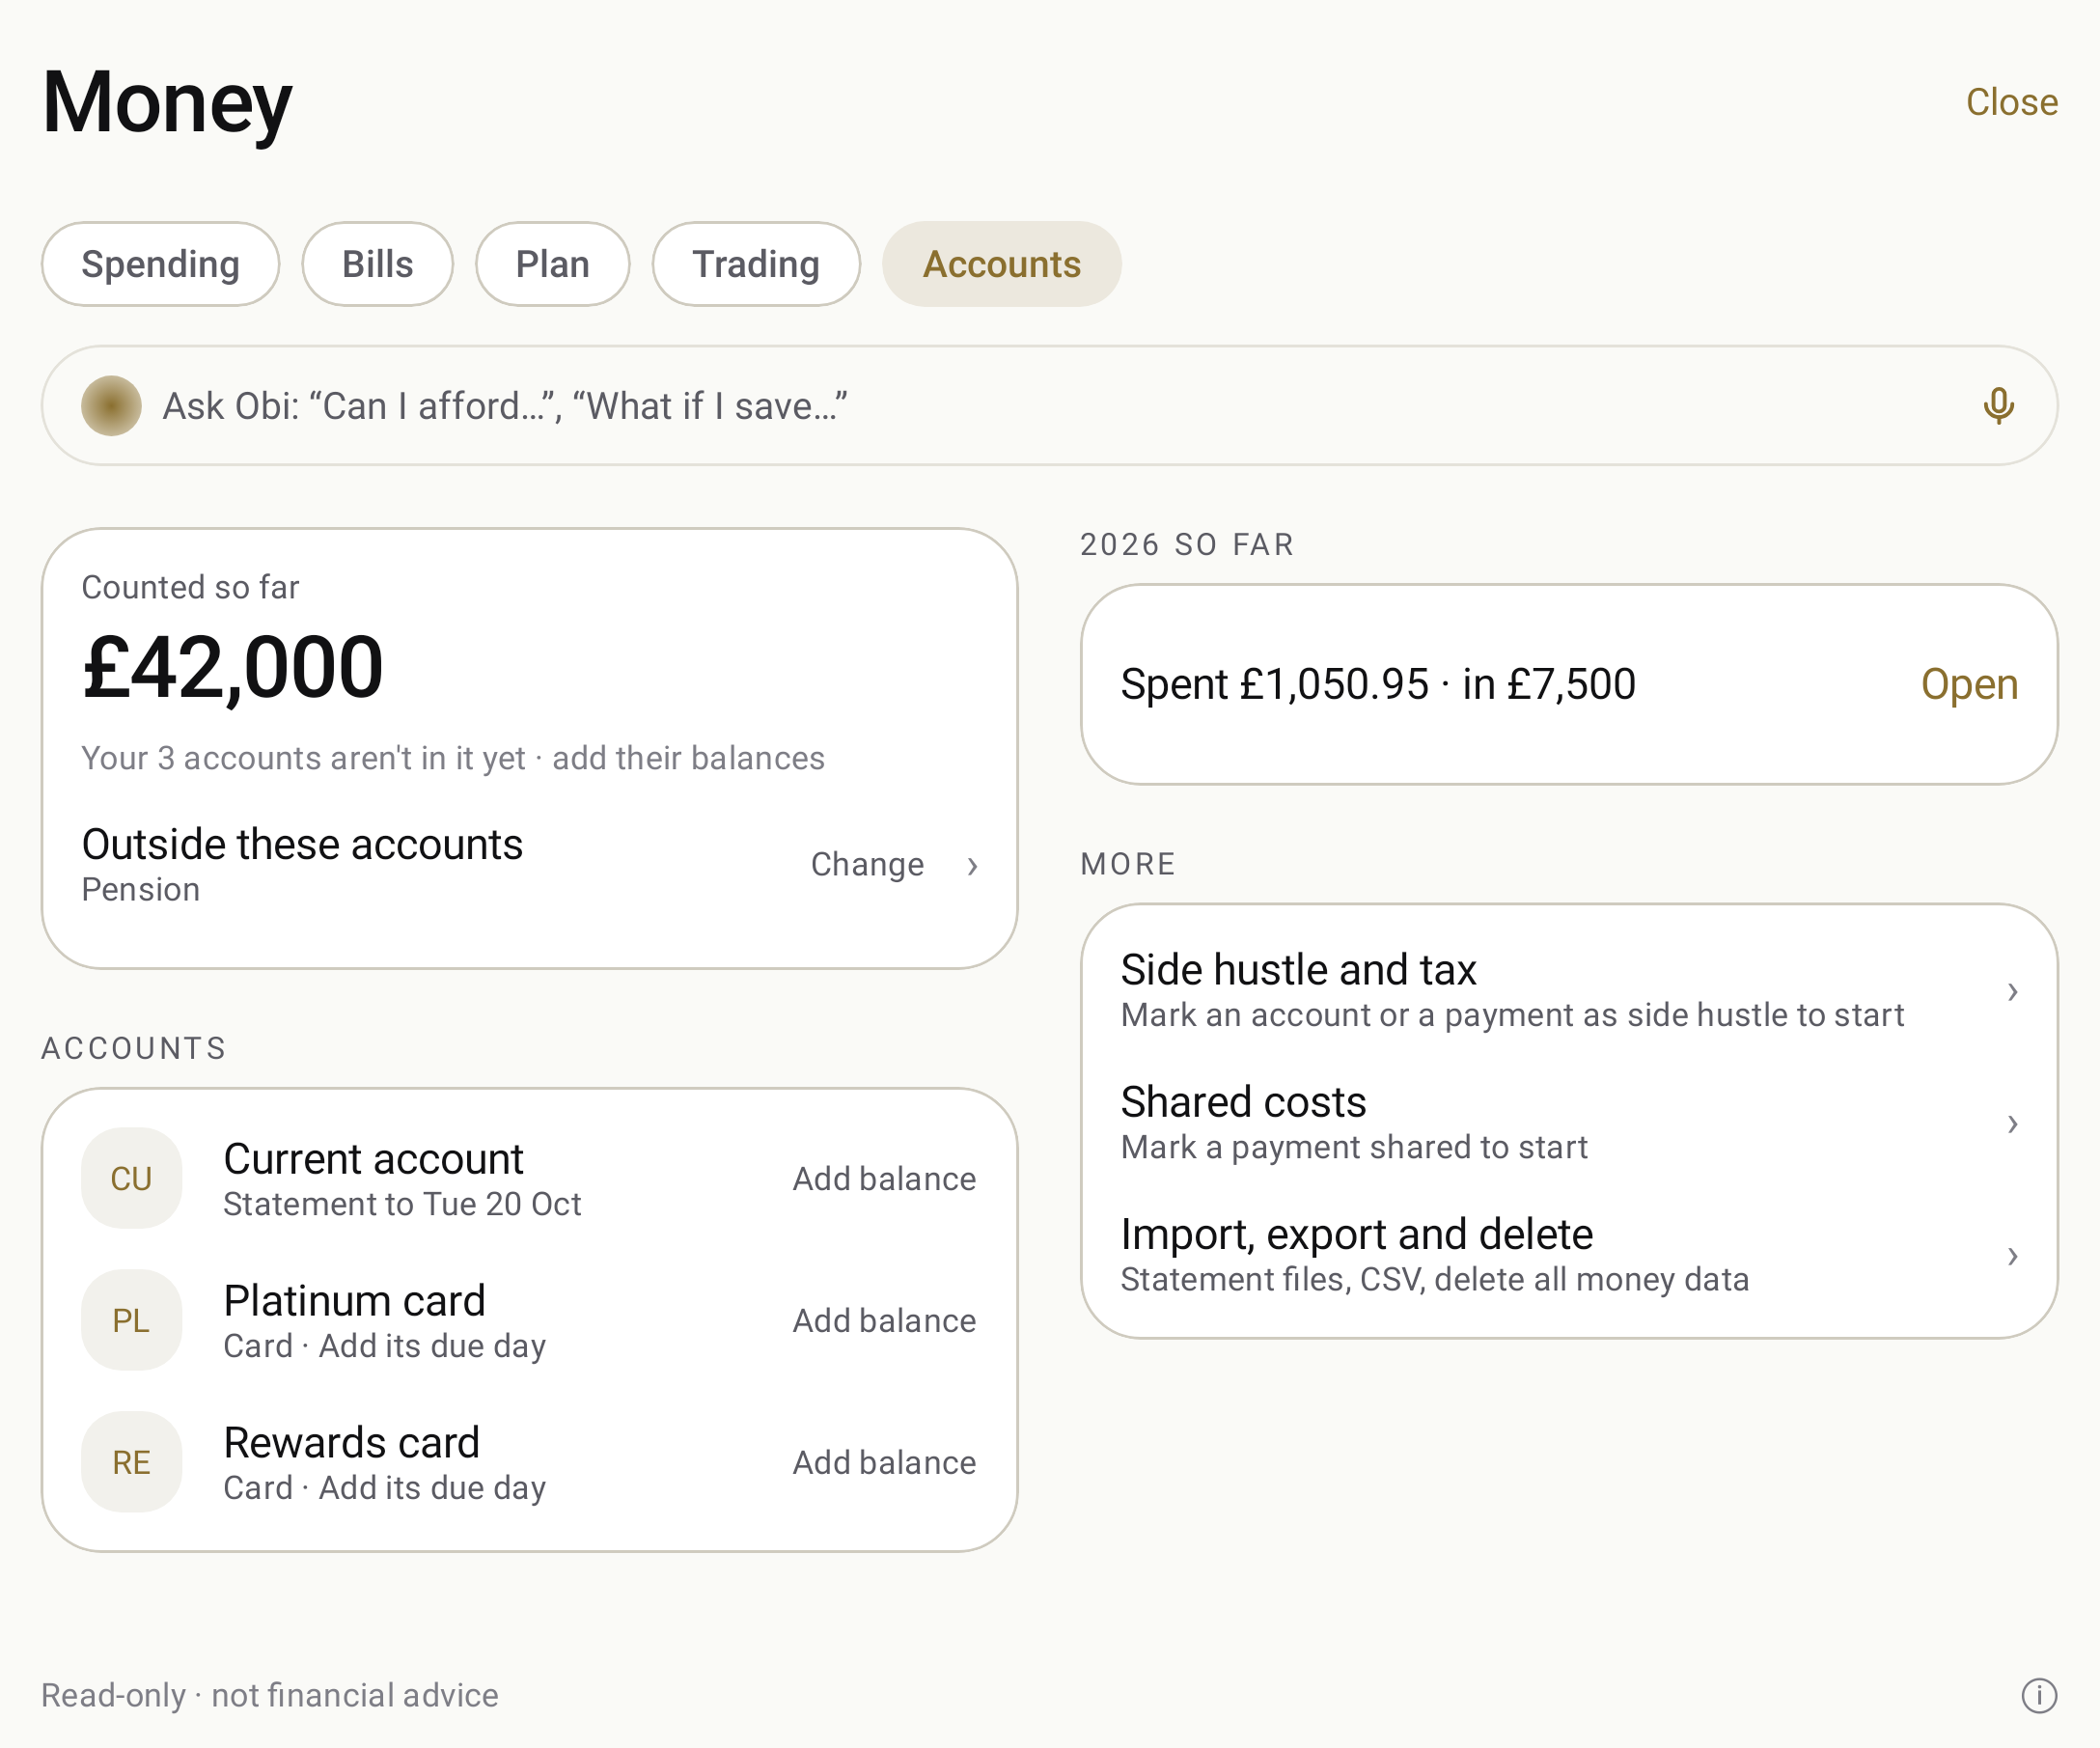 Money
Close
Spending
Bills
Plan
Trading
Accounts
Ask Obi: “Can I afford…”, “What if I save…”
Counted so far
£42,000
Your 3 accounts aren't in it yet · add their balances
Outside these accounts
Pension
Change ›
ACCOUNTS
CU
Current account
Statement to Tue 20 Oct
Add balance
PL
Platinum card
Card · Add its due day
Add balance
RE
Rewards card
Card · Add its due day
Add balance
2026 SO FAR
Spent £1,050.95 · in £7,500
Open
MORE
Side hustle and tax
Mark an account or a payment as side hustle to start
›
Shared costs
Mark a payment shared to start
›
Import, export and delete
Statement files, CSV, delete all money data
›
Read-only · not financial advice